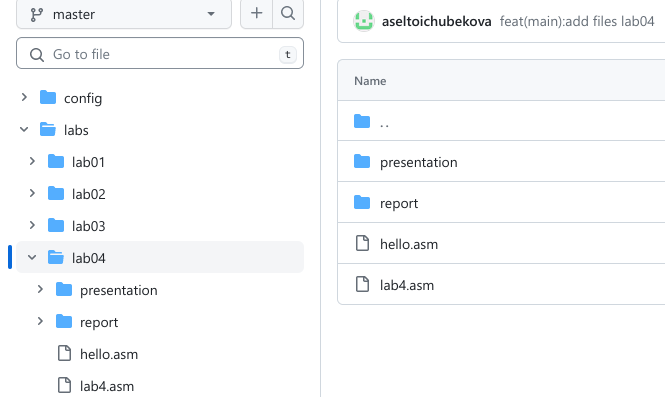 master
Go to file
t
config
labs
lab01
lab02
lab03
lab04
presentation
report
hello.asm
lab4.asm
aseltoichubekova feat(main):add files lab04
Name
..
presentation
report
hello.asm
lab4.asm